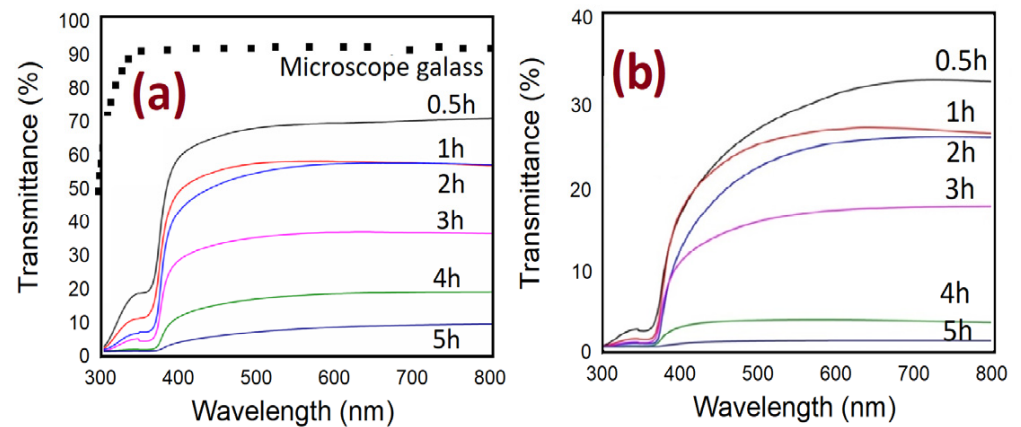 100
90
80
70
60
50
40
30
20
10
0
Transmittance (%)
(a)
Microscope galass
0.5h
1h
2h
3h
4h
5h
300 400 500 600 700 800
Wavelength (nm)
40
30
20
10
0
Transmittance (%)
(b)
0.5h
1h
2h
3h
4h
5h
300 400 500 600 700 800
Wavelength (nm)